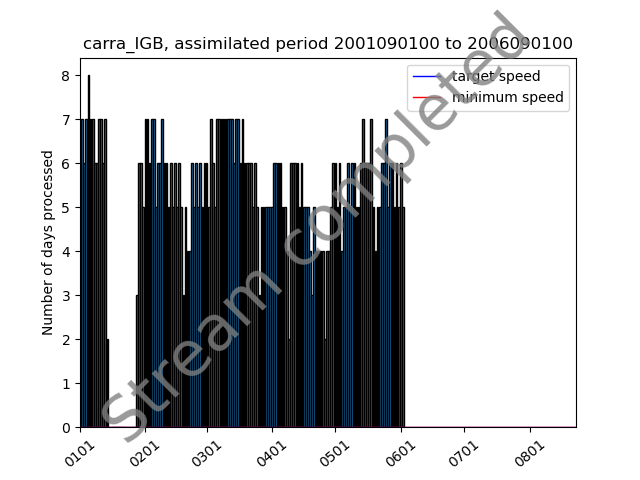 carra_IGB, assimilated period 2001090100 to 2006090100
target speed
minimum speed
Number of days processed
8
7
6
5
4
3
2
1
0
0101 0201 0301 0401 0501 0601 0701 0801
Stream completed